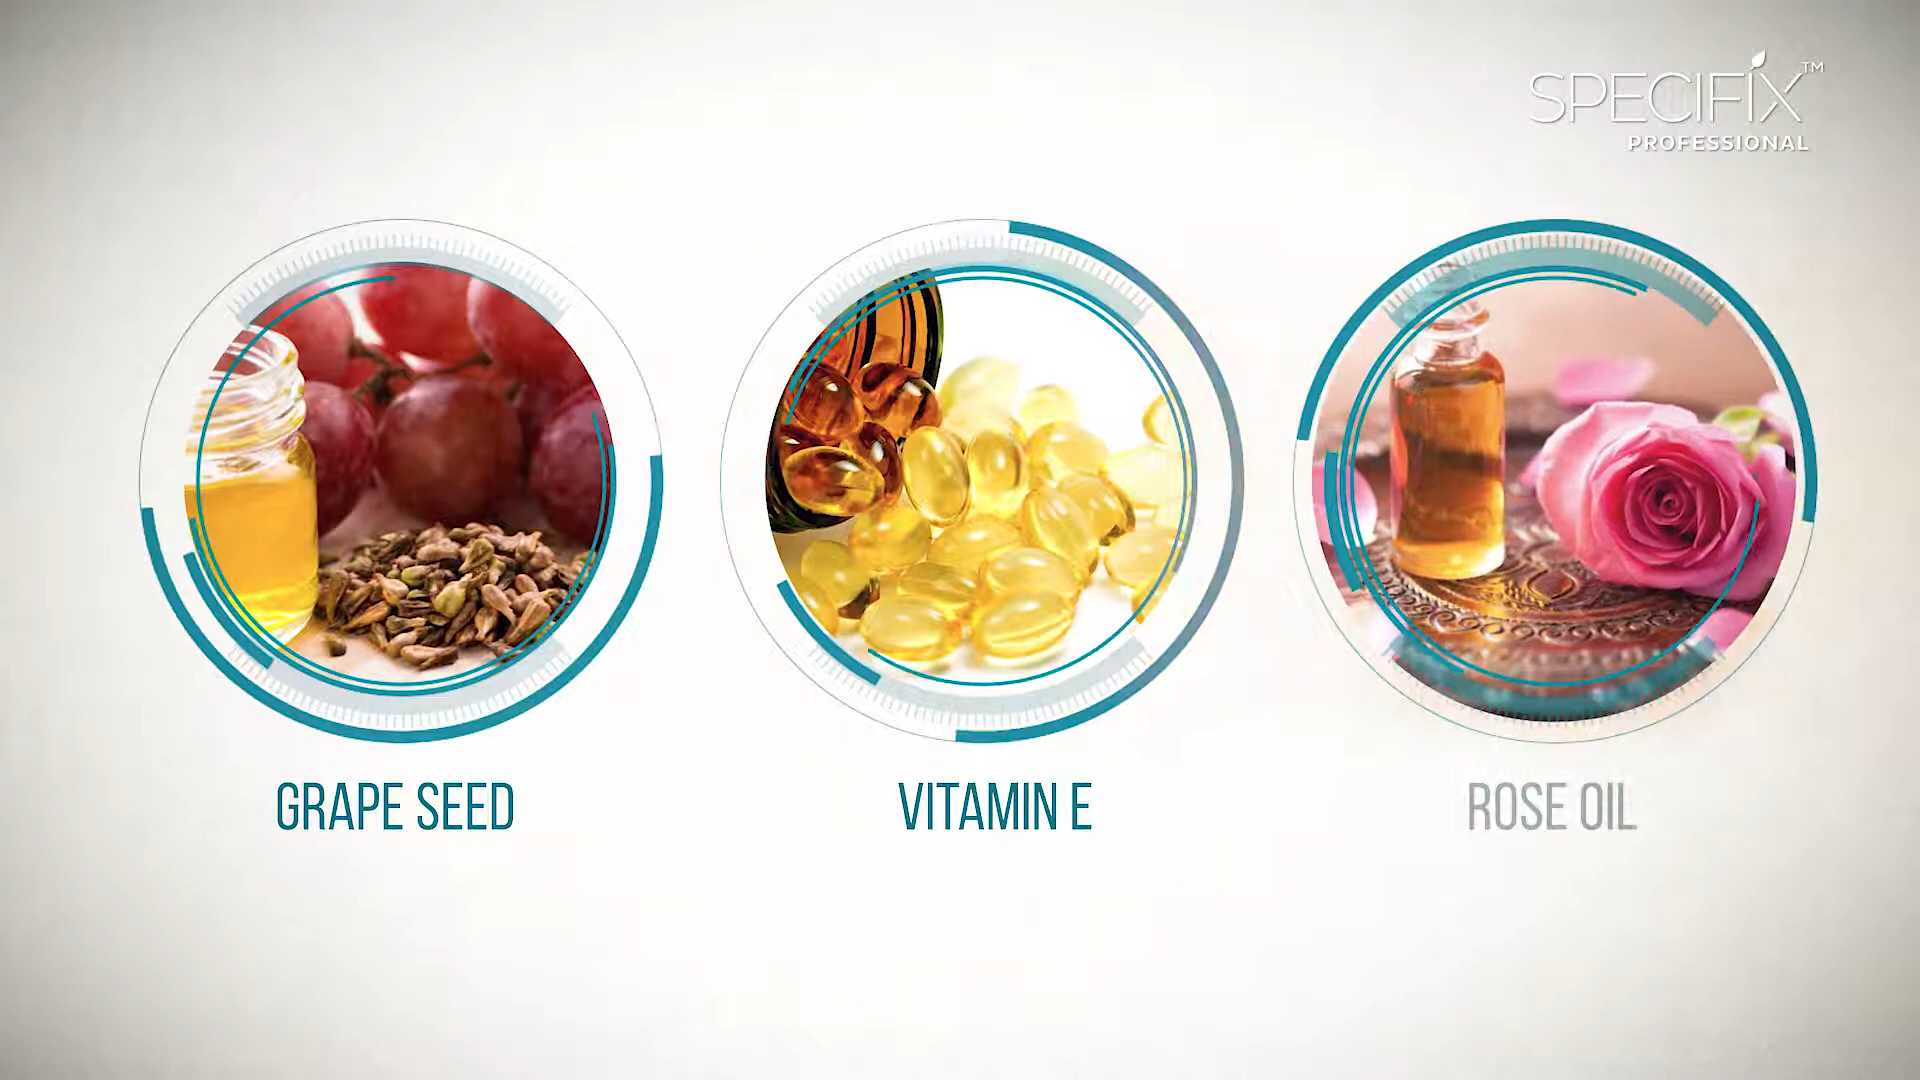 SPECIFIX™
PROFESSIONAL
GRAPE SEED
VITAMIN E
ROSE OIL